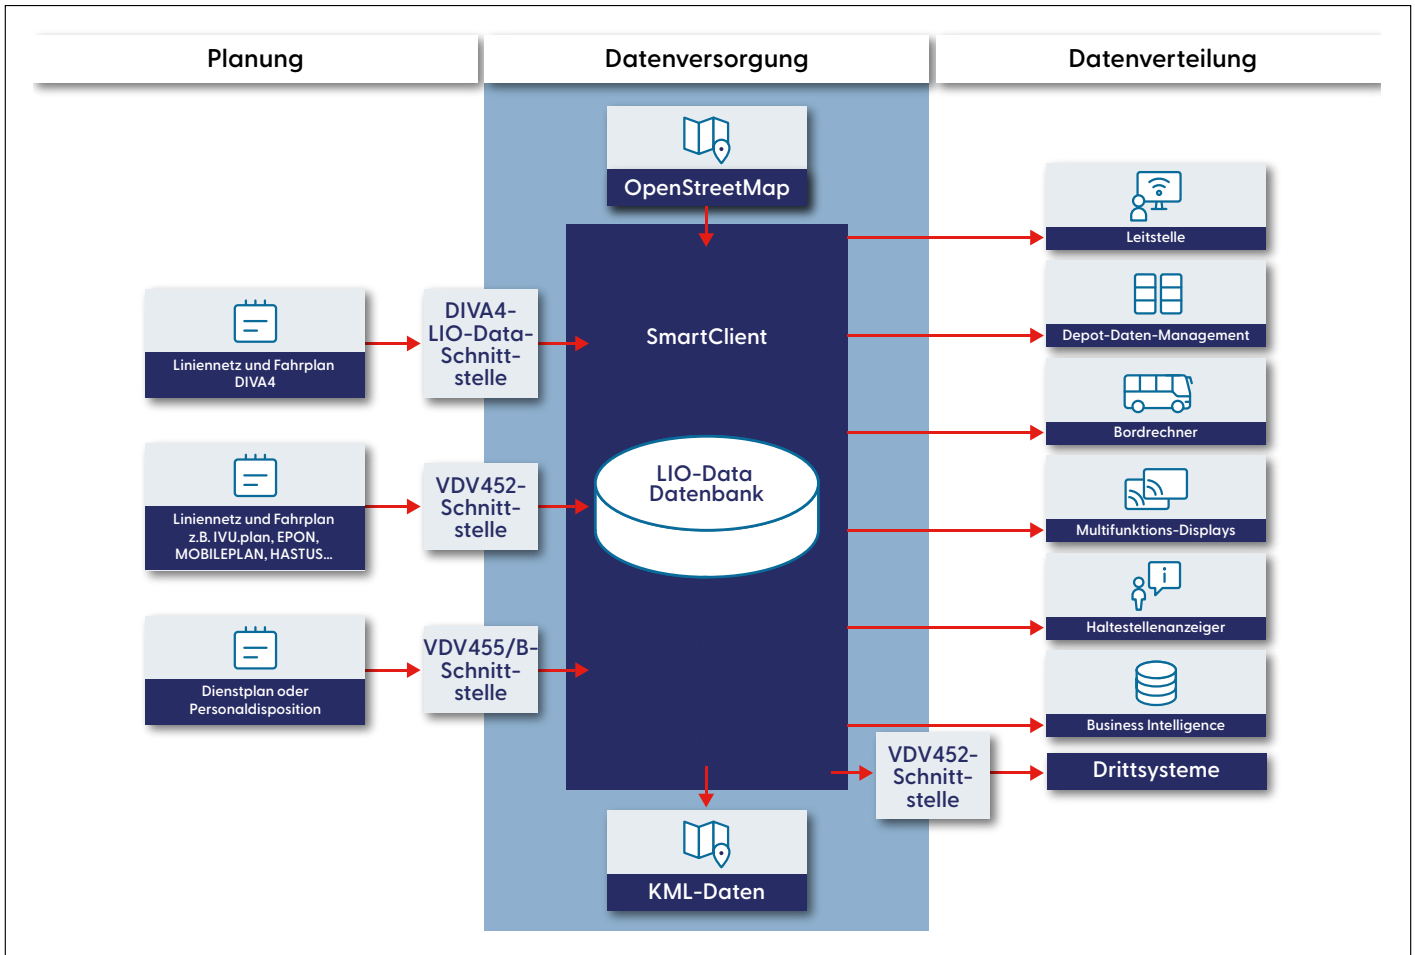 Planung
Datenversorgung
Datenverteilung
OpenStreetMap
Liniennetz und Fahrplan
DIVA4
DIVA4-
LIO-Data-
Schnitt-
stelle
Liniennetz und Fahrplan
z.B. IVU.plan, EPON,
MOBILEPLAN, HASTUS...
VDV452-
Schnitt-
stelle
Dienstplan oder
Personaldisposition
VDV455/B-
Schnitt-
stelle
SmartClient
LIO-Data
Datenbank
KML-Daten
Leitstelle
Depot-Daten-Management
Bordrechner
Multifunktions-Displays
Haltestellenanzeiger
Business Intelligence
VDV452-
Schnitt-
stelle
Drittsysteme